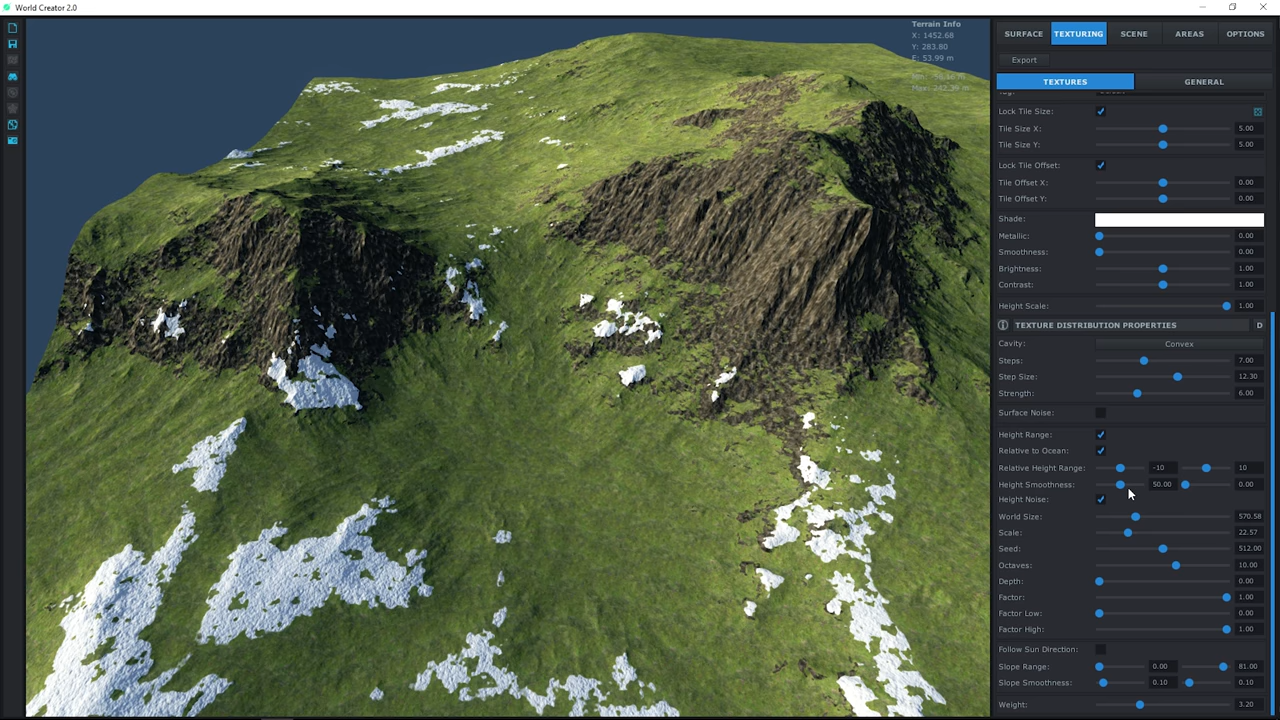 World Creator 2.0
Terrain Info
X: 1452.68
Y: 283.80
E: 53.99 m
Min: -56.16 m
Max: 242.39 m
SURFACE TEXTURING SCENE AREAS OPTIONS
Export
TEXTURES GENERAL
Lock Tile Size:
Tile Size X: 5.00
Tile Size Y: 5.00
Lock Tile Offset:
Tile Offset X: 0.00
Tile Offset Y: 0.00
Shade:
Metallic: 0.00
Smoothness: 0.00
Brightness: 1.00
Contrast: 1.00
Height Scale: 1.00
TEXTURE DISTRIBUTION PROPERTIES D
Cavity: Convex
Steps: 7.00
Step Size: 12.30
Strength: 6.00
Surface Noise:
Height Range:
Relative to Ocean:
Relative Height Range: -10 10
Height Smoothness: 50.00 0.00
Height Noise:
World Size: 570.58
Scale: 22.57
Seed: 512.00
Octaves: 10.00
Depth: 0.00
Factor: 1.00
Factor Low: 0.00
Factor High: 1.00
Follow Sun Direction:
Slope Range: 0.00 81.00
Slope Smoothness: 0.10 0.10
Weight: 3.20